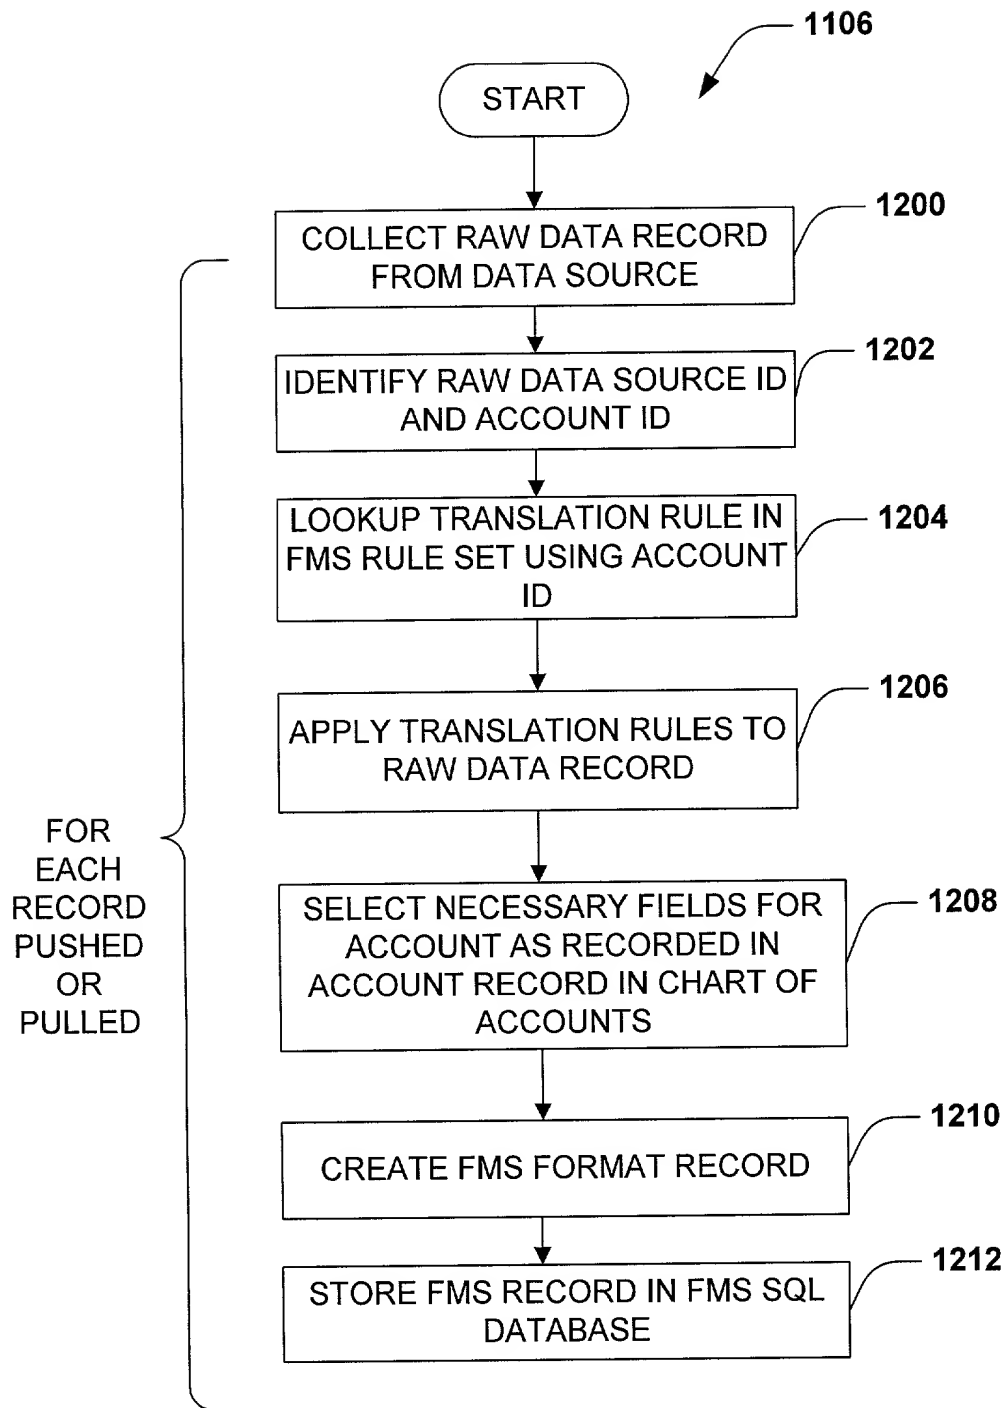 1106
START
1200
COLLECT RAW DATA RECORD
FROM DATA SOURCE
1202
IDENTIFY RAW DATA SOURCE ID
AND ACCOUNT ID
1204
LOOKUP TRANSLATION RULE IN
FMS RULE SET USING ACCOUNT
ID
1206
APPLY TRANSLATION RULES TO
RAW DATA RECORD
FOR
EACH
RECORD
PUSHED
OR
PULLED
1208
SELECT NECESSARY FIELDS FOR
ACCOUNT AS RECORDED IN
ACCOUNT RECORD IN CHART OF
ACCOUNTS
1210
CREATE FMS FORMAT RECORD
1212
STORE FMS RECORD IN FMS SQL
DATABASE